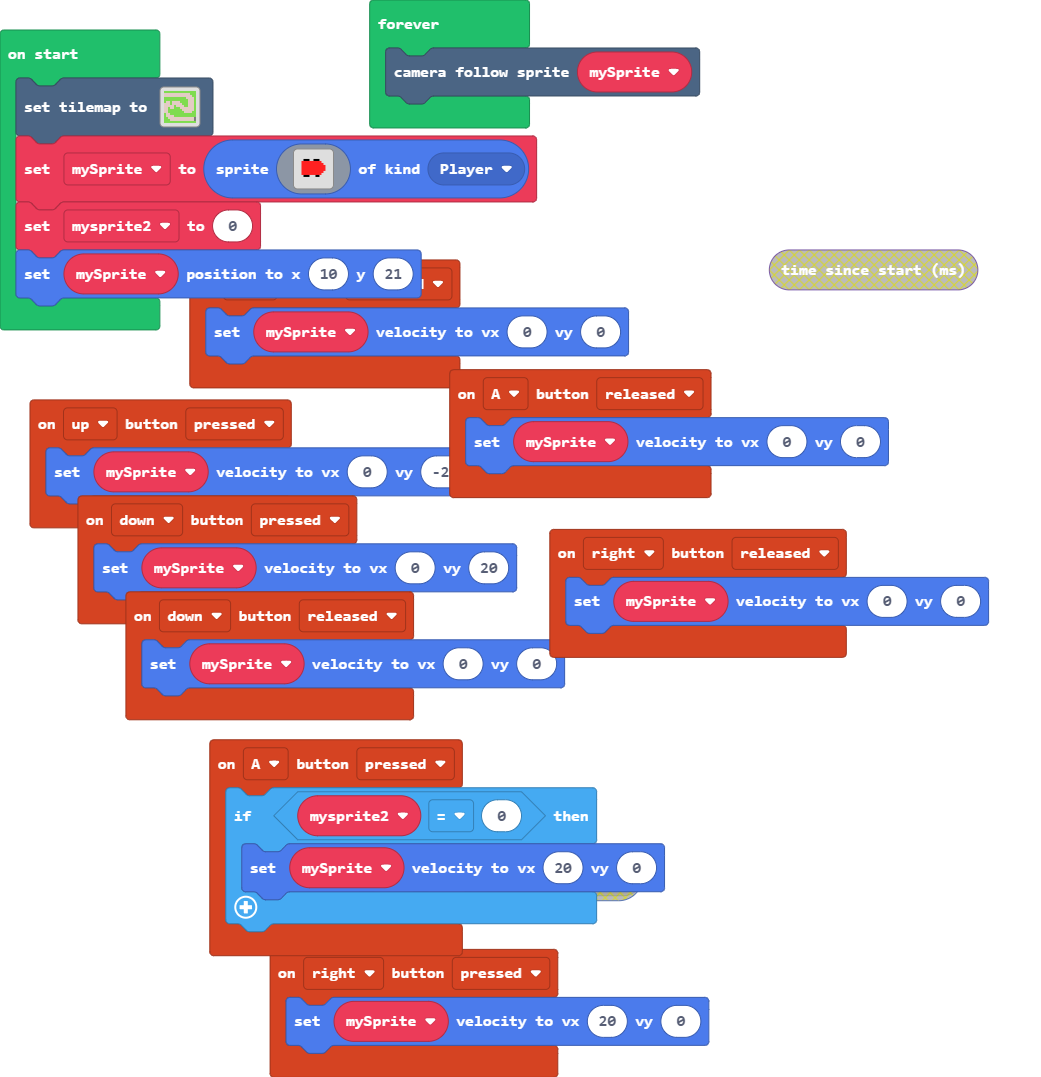 forever
camera follow sprite mySprite
on start
set tilemap to
set mySprite to sprite of kind Player
set mysprite2 to 0
set mySprite position to x 10 y 21
time since start (ms)
set mySprite velocity to vx 0 vy 0
on A button released
set mySprite velocity to vx 0 vy 0
on up button pressed
set mySprite velocity to vx 0 vy -2
on down button pressed
set mySprite velocity to vx 0 vy 20
on right button released
set mySprite velocity to vx 0 vy 0
on down button released
set mySprite velocity to vx 0 vy 0
on A button pressed
if mysprite2 = 0 then
set mySprite velocity to vx 20 vy 0
on right button pressed
set mySprite velocity to vx 20 vy 0